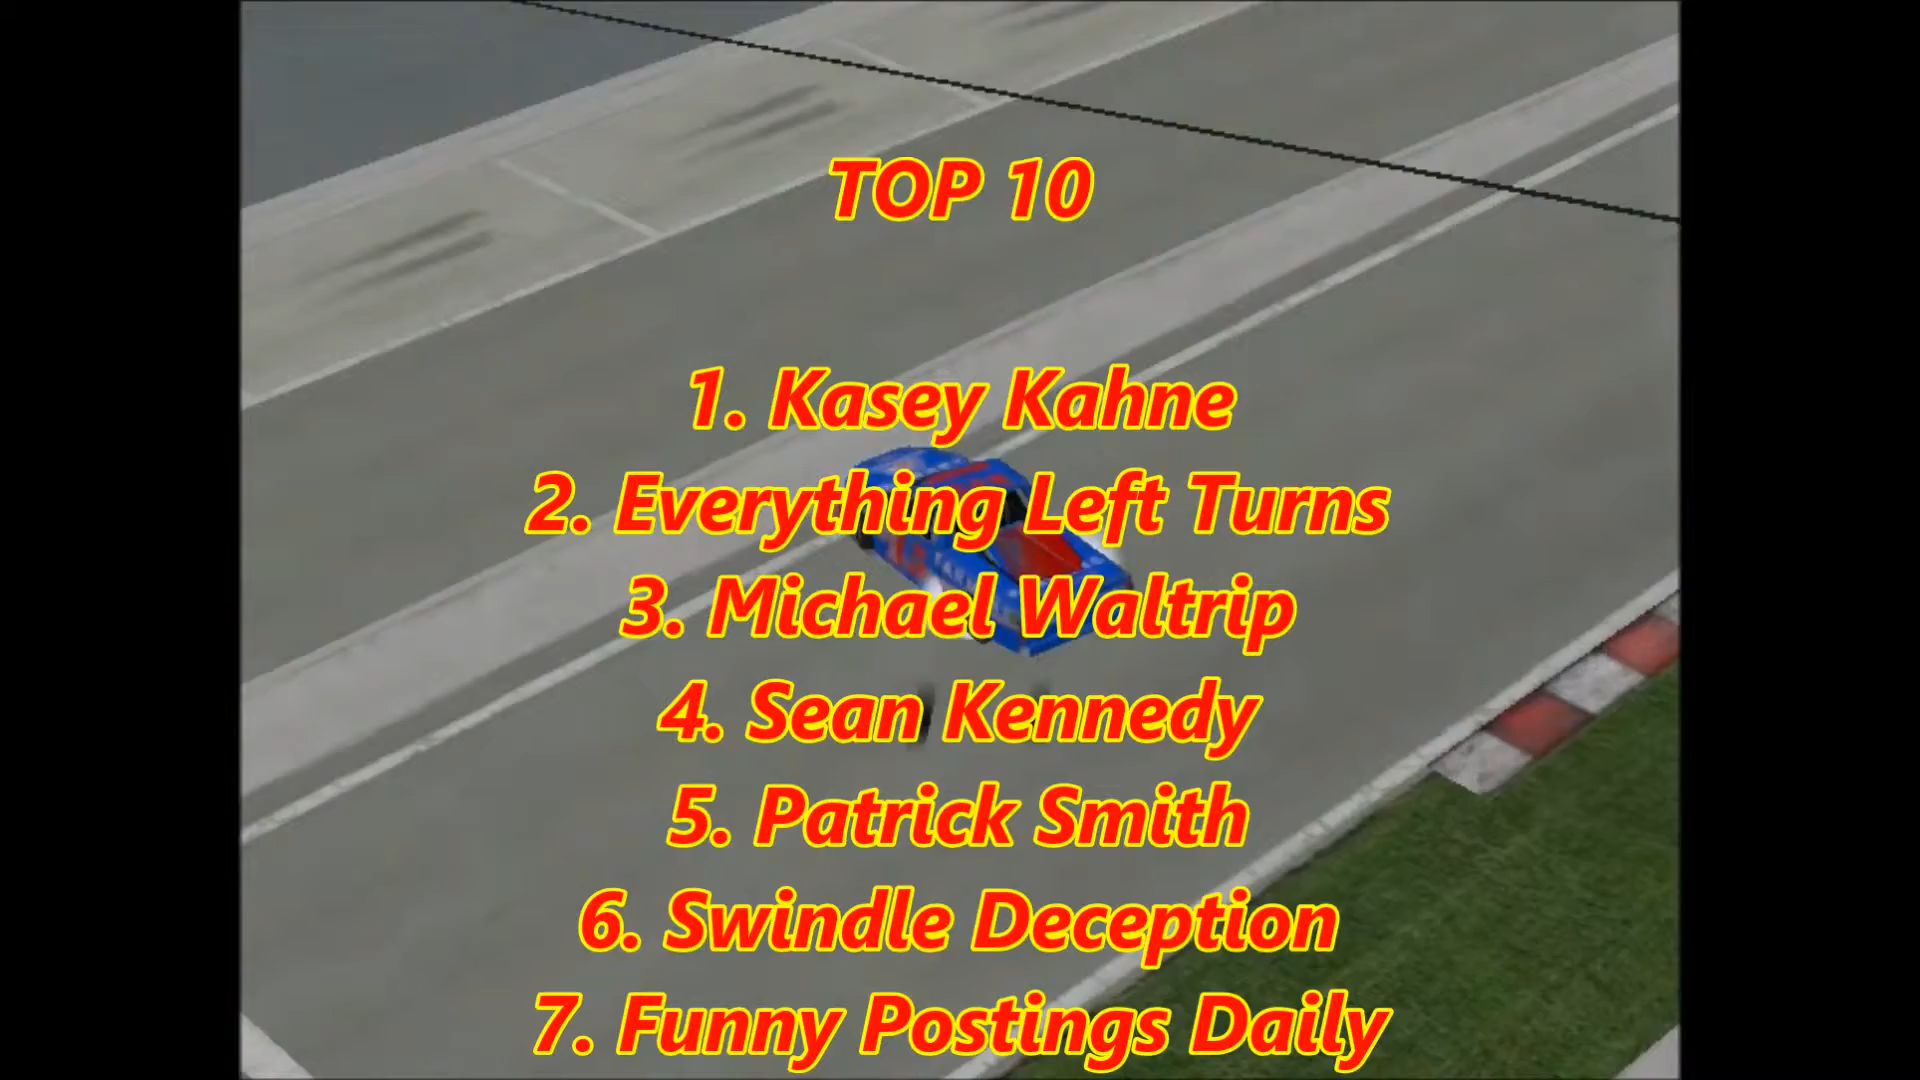 TOP 10
1. Kasey Kahne
2. Everything Left Turns
3. Michael Waltrip
4. Sean Kennedy
5. Patrick Smith
6. Swindle Deception
7. Funny Postings Daily